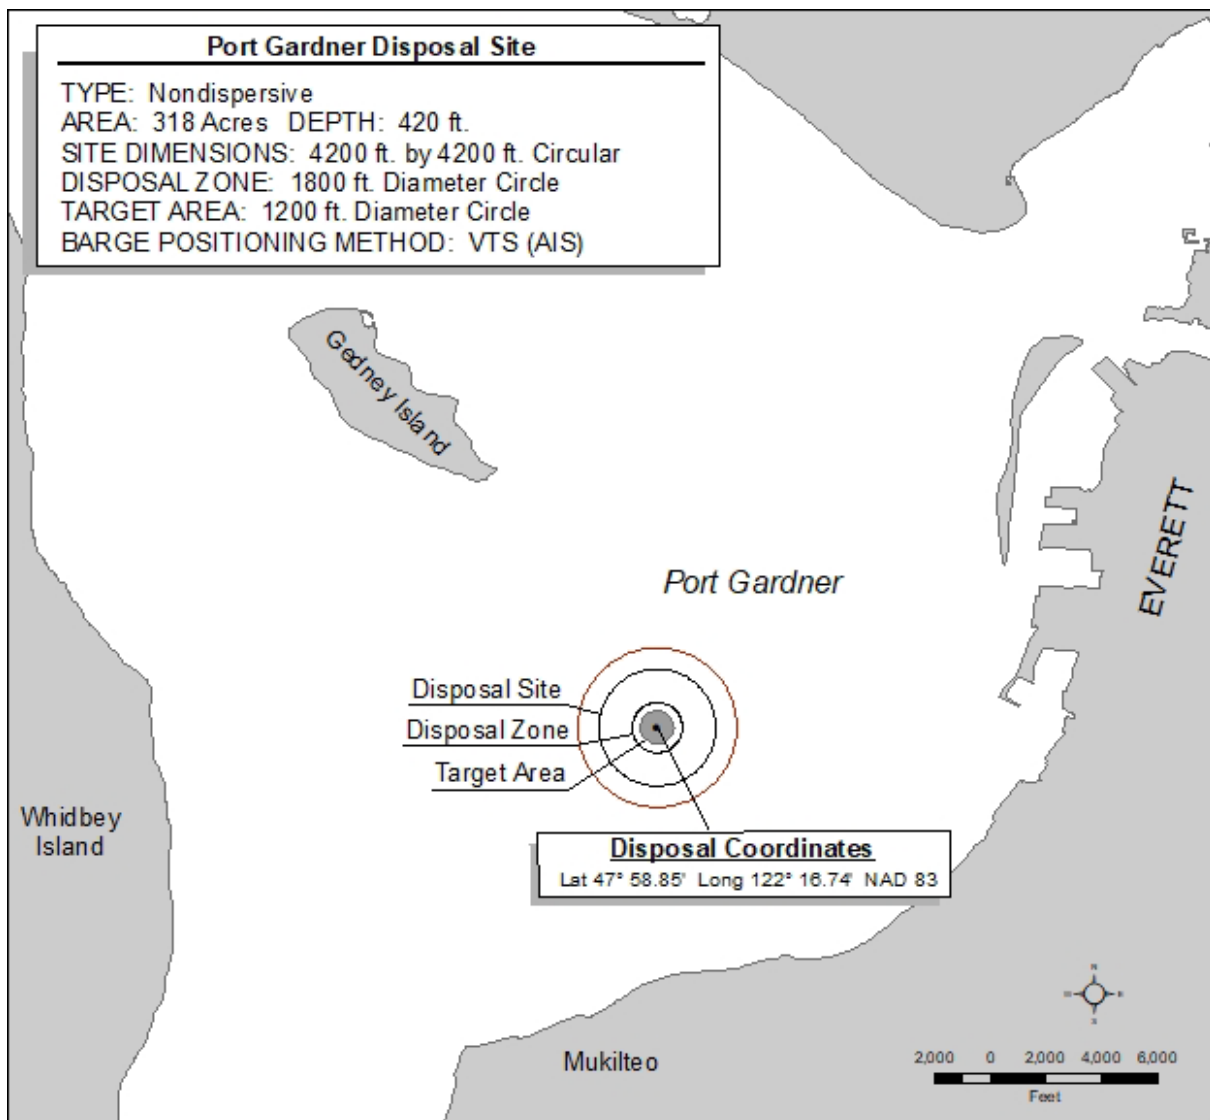 Port Gardner Disposal Site
TYPE: Nondispersive
AREA: 318 Acres DEPTH: 420 ft.
SITE DIMENSIONS: 4200 ft. by 4200 ft. Circular
DISPOSAL ZONE: 1800 ft. Diameter Circle
TARGET AREA: 1200 ft. Diameter Circle
BARGE POSITIONING METHOD: VTS (AIS)
Gedney Island
EVERETT
Port Gardner
Disposal Site
Disposal Zone
Target Area
Whidbey
Island
Disposal Coordinates
Lat 47° 58.85' Long 122° 16.74' NAD 83
Mukilteo
N
W E
S
2,000 0 2,000 4,000 6,000
Feet